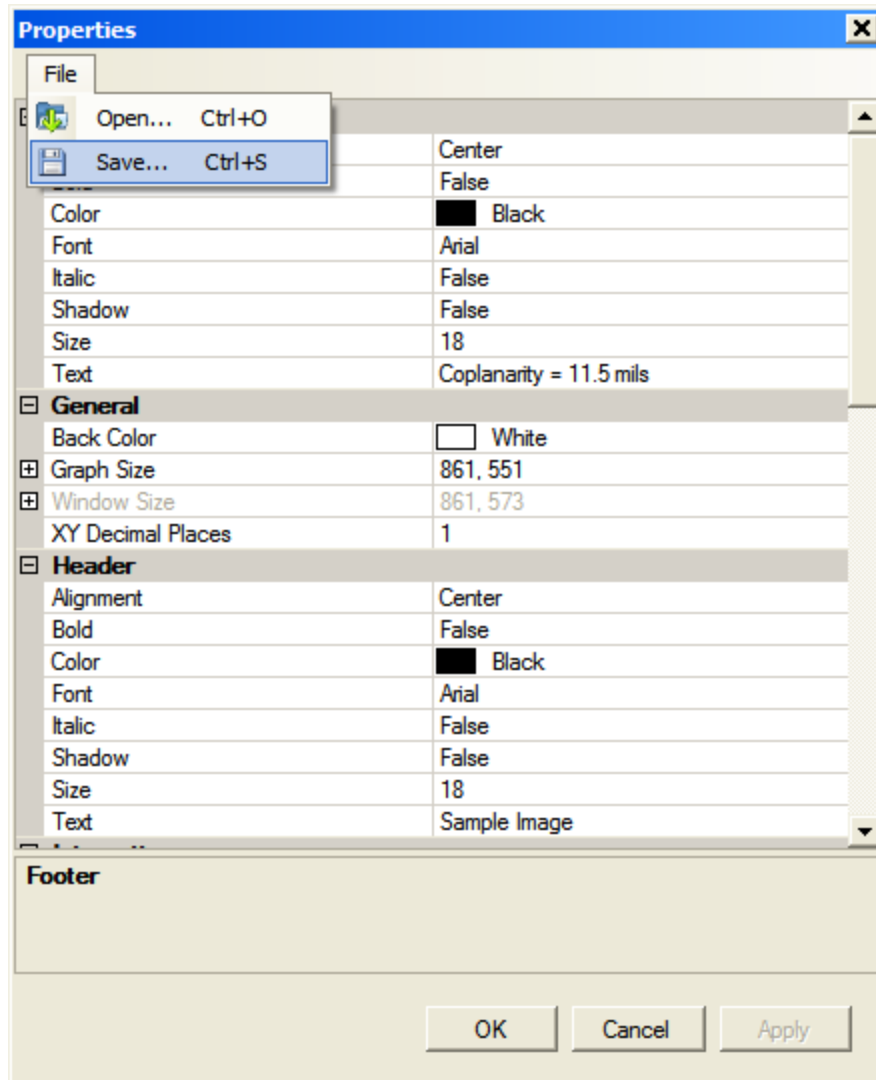 Properties
File
Open... Ctrl+O
Save... Ctrl+S
Center
False
Color Black
Font Arial
Italic False
Shadow False
Size 18
Text Coplanarity = 11.5 mils
General
Back Color White
Graph Size 861, 551
Window Size 861, 573
XY Decimal Places 1
Header
Alignment Center
Bold False
Color Black
Font Arial
Italic False
Shadow False
Size 18
Text Sample Image
Footer
OK Cancel Apply